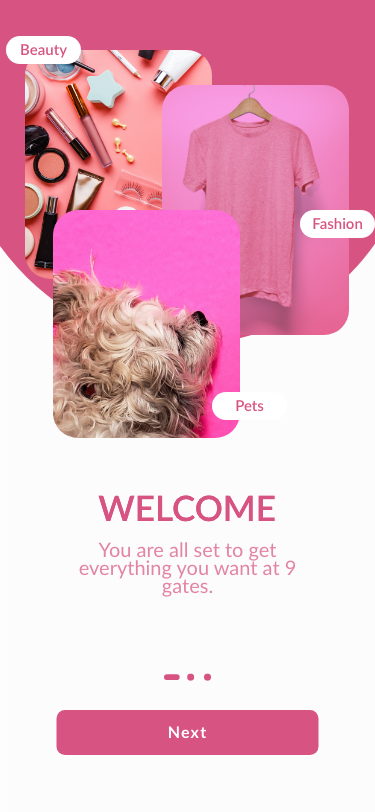 Beauty
Fashion
Pets
WELCOME
You are all set to get
everything you want at 9
gates.
Next